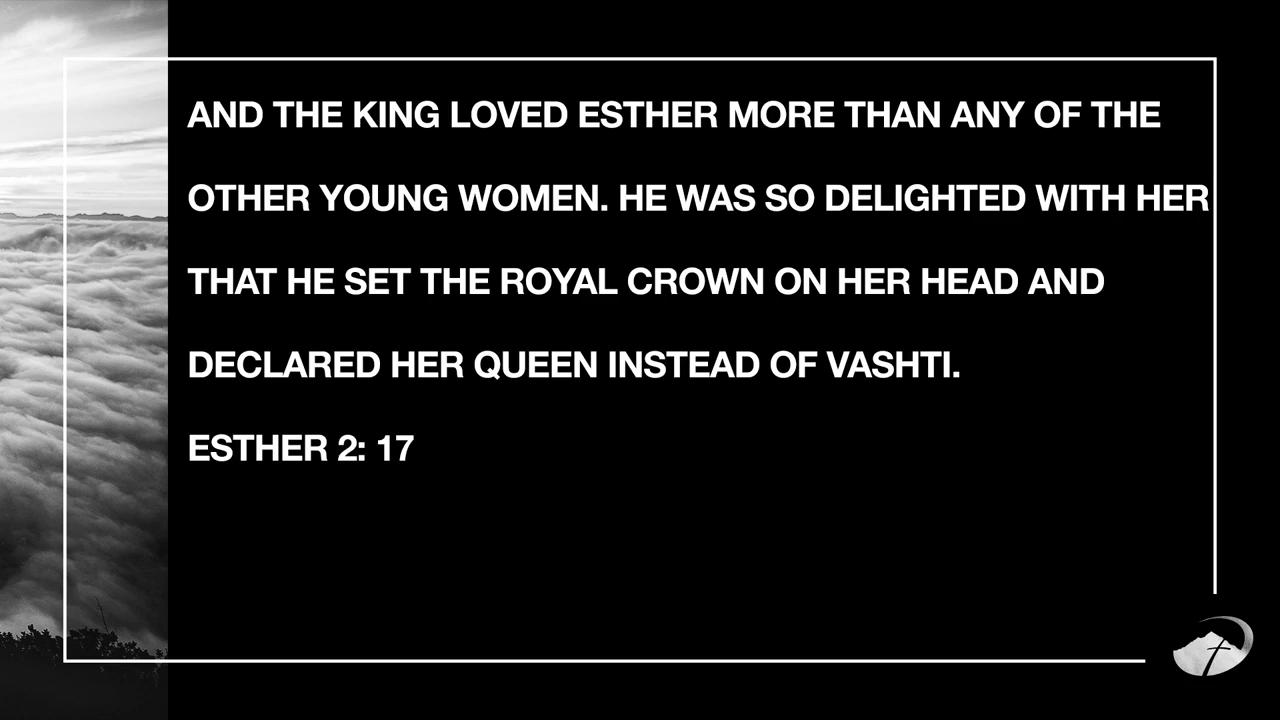 AND THE KING LOVED ESTHER MORE THAN ANY OF THE
OTHER YOUNG WOMEN. HE WAS SO DELIGHTED WITH HER
THAT HE SET THE ROYAL CROWN ON HER HEAD AND
DECLARED HER QUEEN INSTEAD OF VASHTI.
ESTHER 2: 17